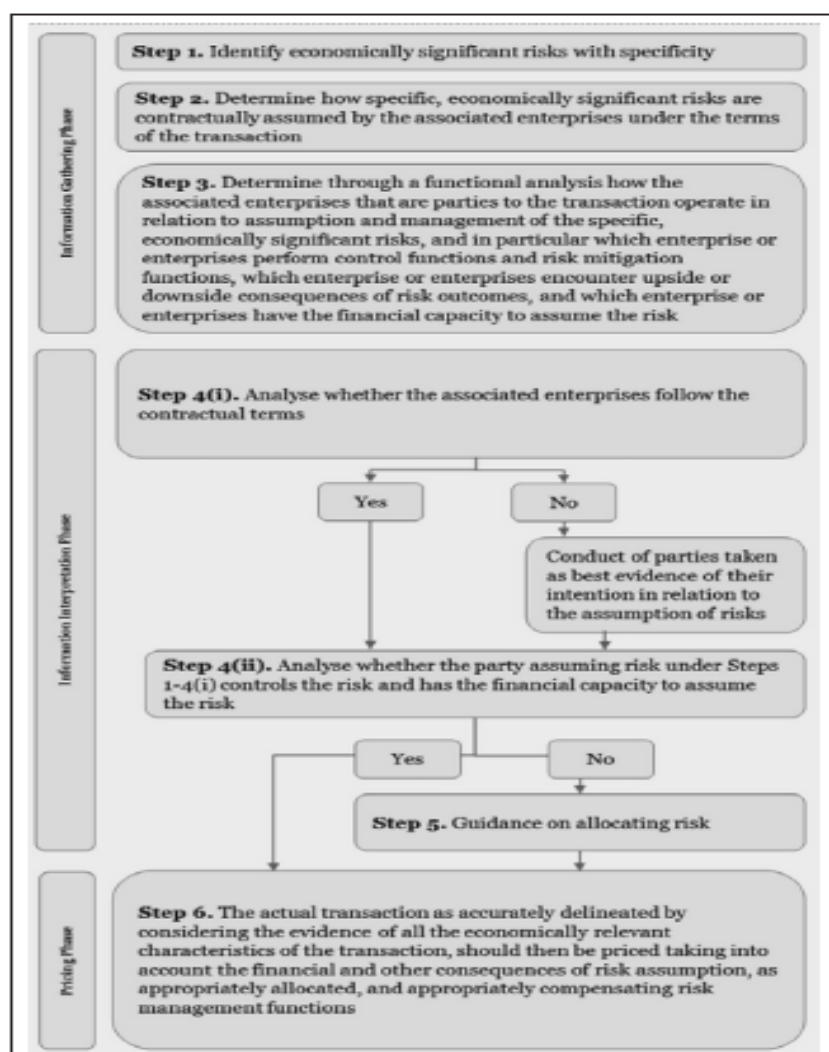 Information Gathering Phase
Step 1. Identify economically significant risks with specificity
Step 2. Determine how specific, economically significant risks are
contractually assumed by the associated enterprises under the terms
of the transaction
Step 3. Determine through a functional analysis how the
associated enterprises that are parties to the transaction operate in
relation to assumption and management of the specific,
economically significant risks, and in particular which enterprise or
enterprises perform control functions and risk mitigation
functions, which enterprise or enterprises encounter upside or
downside consequences of risk outcomes, and which enterprise or
enterprises have the financial capacity to assume the risk
Information Interpretation Phase
Step 4(i). Analyse whether the associated enterprises follow the
contractual terms
Yes
No
Conduct of parties taken
as best evidence of their
intention in relation to
the assumption of risks
Step 4(ii). Analyse whether the party assuming risk under Steps
1-4(i) controls the risk and has the financial capacity to assume
the risk
Yes
No
Step 5. Guidance on allocating risk
Pricing Phase
Step 6. The actual transaction as accurately delineated by
considering the evidence of all the economically relevant
characteristics of the transaction, should then be priced taking into
account the financial and other consequences of risk assumption, as
appropriately allocated, and appropriately compensating risk
management functions